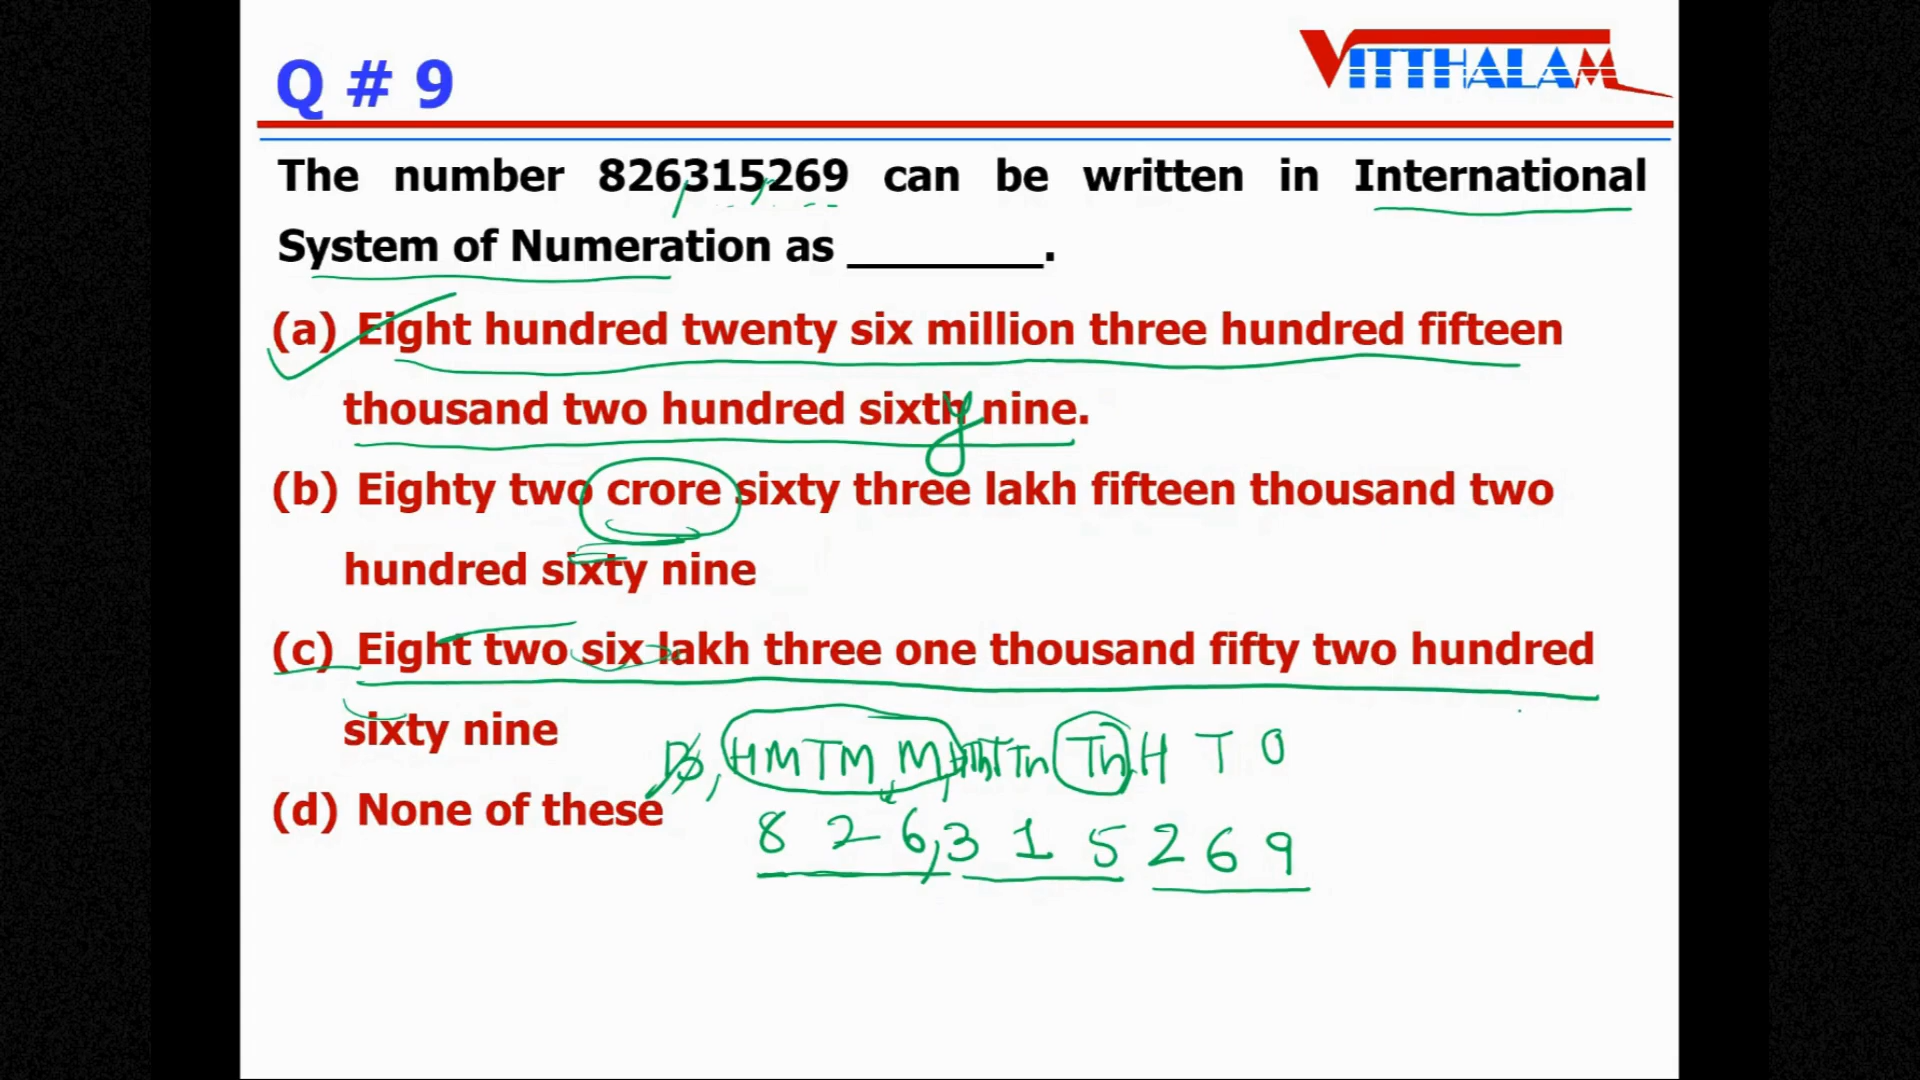 Q # 9
VITTHALAM
The number 826315269 can be written in International
System of Numeration as ________.
(a) Eight hundred twenty six million three hundred fifteen
thousand two hundred sixth nine.
y
(b) Eighty two crore sixty three lakh fifteen thousand two
hundred sixty nine
(c) Eight two six lakh three one thousand fifty two hundred
sixty nine
HM TM M TTh Th H T O
(d) None of these
8 2 6, 3 1 5 2 6 9